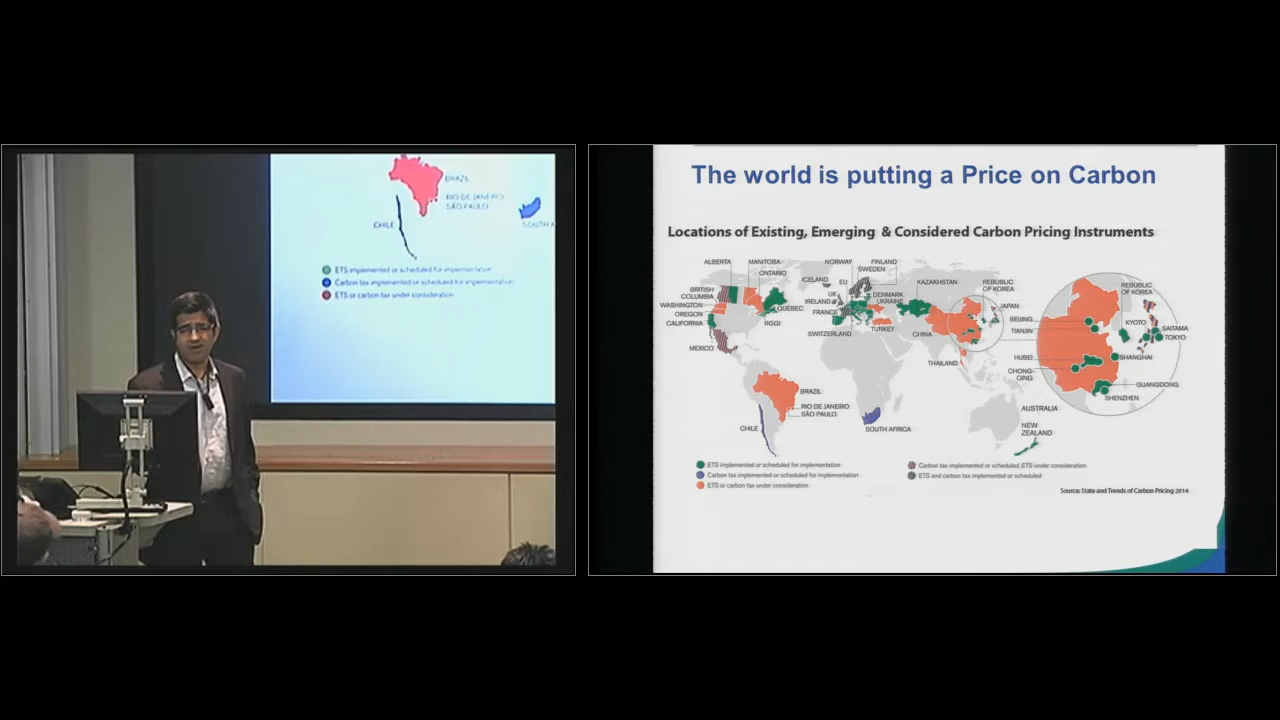 BRAZIL
RIO DE JANEIRO
SÃO PAULO
CHILE
SOUTH A
ETS implemented or scheduled for implementation
Carbon tax implemented or scheduled for implementation
ETS or carbon tax under consideration
The world is putting a Price on Carbon
Locations of Existing, Emerging & Considered Carbon Pricing Instruments
ALBERTA
MANITOBA
ONTARIO
BRITISH
COLUMBIA
WASHINGTON
OREGON
CALIFORNIA
QUÉBEC
RGGI
MEXICO
NORWAY
FINLAND
SWEDEN
ICELAND
EU
UK
IRELAND
DENMARK
UKRAINE
FRANCE
SWITZERLAND
TURKEY
KAZAKHSTAN
REPUBLIC
OF KOREA
JAPAN
CHINA
THAILAND
BRAZIL
RIO DE JANEIRO
SÃO PAULO
CHILE
SOUTH AFRICA
AUSTRALIA
NEW
ZEALAND
REPUBLIC
OF KOREA
BEIJING
TIANJIN
KYOTO
SAITAMA
TOKYO
HUBEI
SHANGHAI
CHONG-
QING
GUANGDONG
SHENZHEN
ETS implemented or scheduled for implementation
Carbon tax implemented or scheduled for implementation
ETS or carbon tax under consideration
Carbon tax implemented or scheduled, ETS under consideration
ETS and carbon tax implemented or scheduled
Source: State and Trends of Carbon Pricing 2014